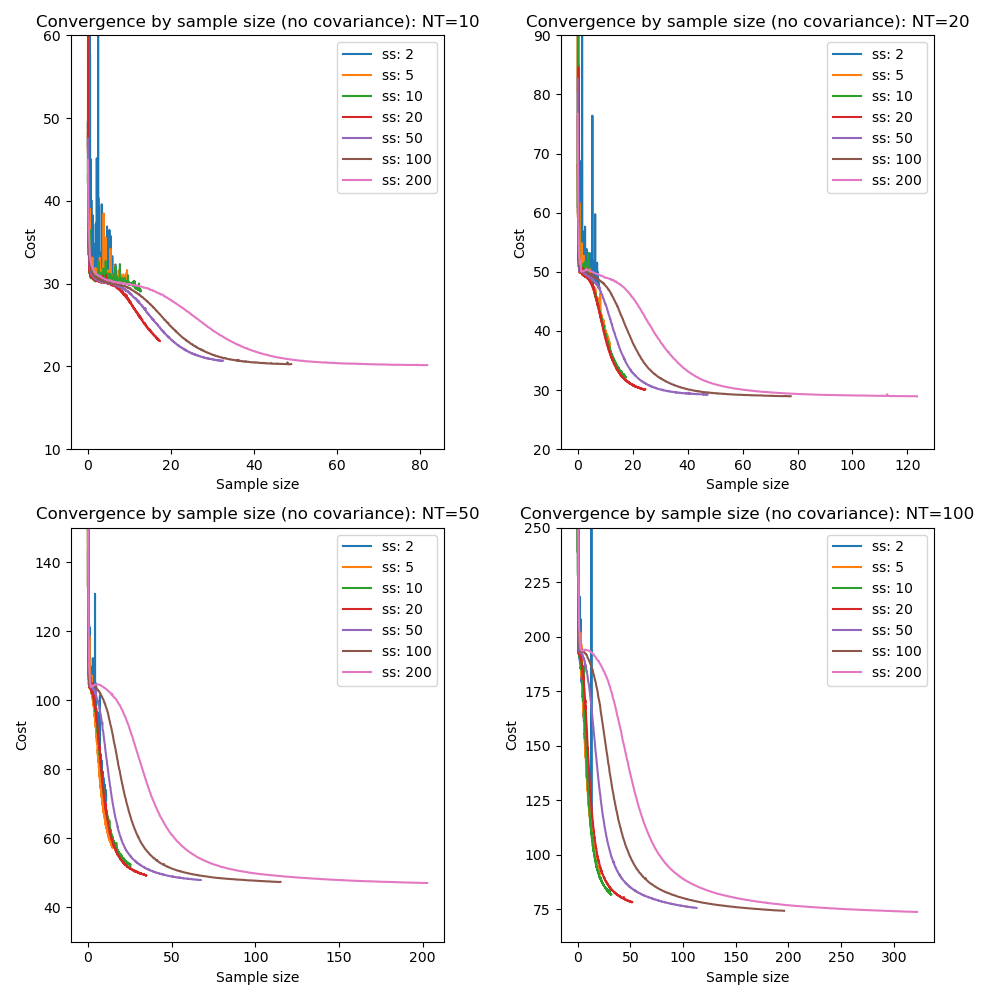 Convergence by sample size (no covariance): NT=10
60
50
40
30
20
10
Cost
0
20
40
60
80
Sample size
ss: 2
ss: 5
ss: 10
ss: 20
ss: 50
ss: 100
ss: 200
Convergence by sample size (no covariance): NT=20
90
80
70
60
50
40
30
20
Cost
0
20
40
60
80
100
120
Sample size
ss: 2
ss: 5
ss: 10
ss: 20
ss: 50
ss: 100
ss: 200
Convergence by sample size (no covariance): NT=50
140
120
100
80
60
40
Cost
0
50
100
150
200
Sample size
ss: 2
ss: 5
ss: 10
ss: 20
ss: 50
ss: 100
ss: 200
Convergence by sample size (no covariance): NT=100
250
225
200
175
150
125
100
75
Cost
0
50
100
150
200
250
300
Sample size
ss: 2
ss: 5
ss: 10
ss: 20
ss: 50
ss: 100
ss: 200